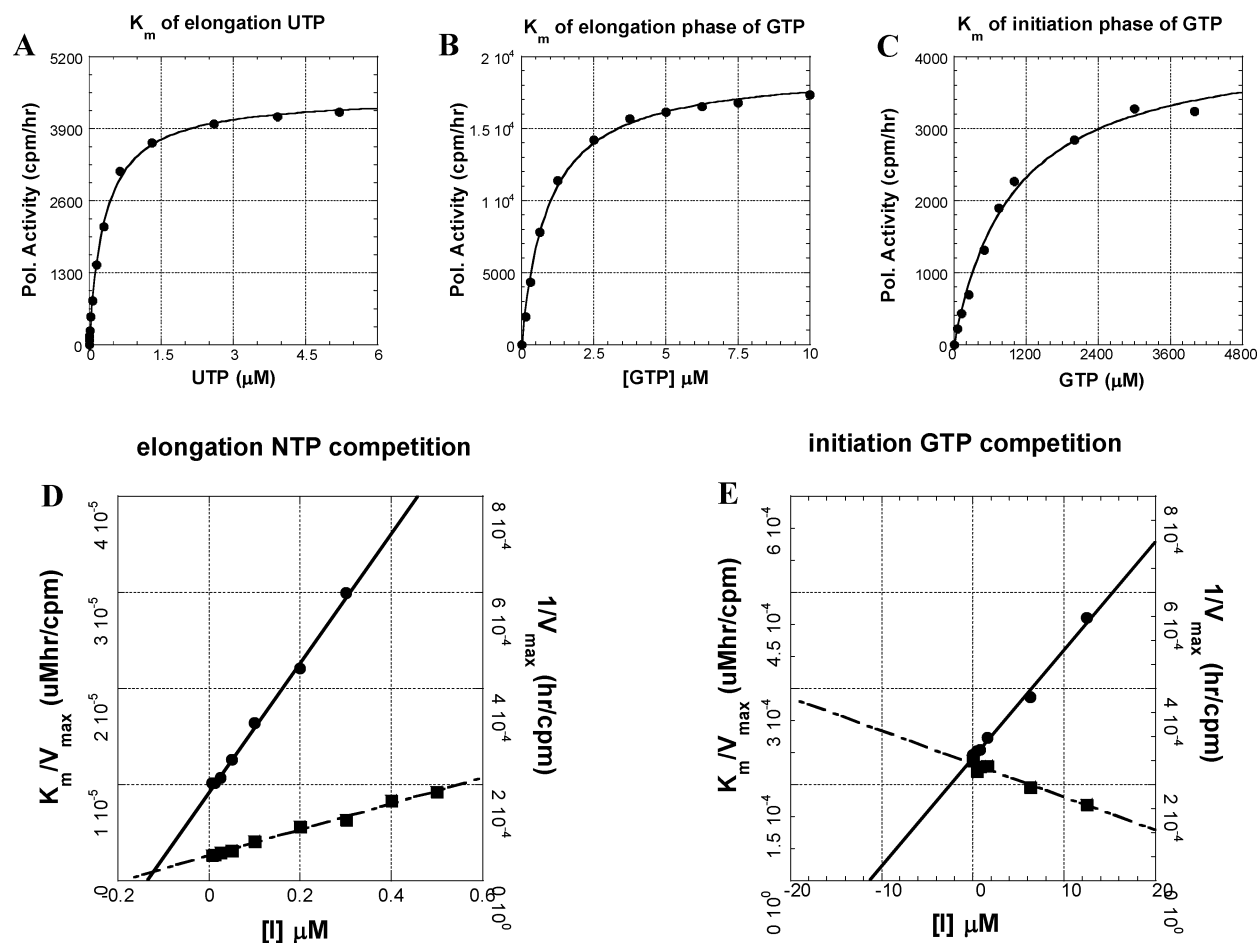 K_m of elongation UTP
A
Pol. Activity (cpm/hr)
5200
3900
2600
1300
0
0 1.5 3 4.5 6
UTP (μM)
K_m of elongation phase of GTP
B
Pol. Activity (cpm/hr)
2 10^4
1.5 10^4
1 10^4
5000
0
0 2.5 5 7.5 10
[GTP] μM
K_m of initiation phase of GTP
C
Pol. Activity (cpm/hr)
4000
3000
2000
1000
0
0 1200 2400 3600 4800
GTP (μM)
elongation NTP competition
D
K_m/V_max (uMhr/cpm)
4 10^-5
3 10^-5
2 10^-5
1 10^-5
0
8 10^-4
6 10^-4
4 10^-4
2 10^-4
0 10^0
1/V_max (hr/cpm)
-0.2 0 0.2 0.4 0.6
[I] μM
initiation GTP competition
E
K_m/V_max (uMhr/cpm)
6 10^-4
4.5 10^-4
3 10^-4
1.5 10^-4
0 10^0
8 10^-4
6 10^-4
4 10^-4
2 10^-4
0 10^0
1/V_max (hr/cpm)
-20 -10 0 10 20
[I] μM